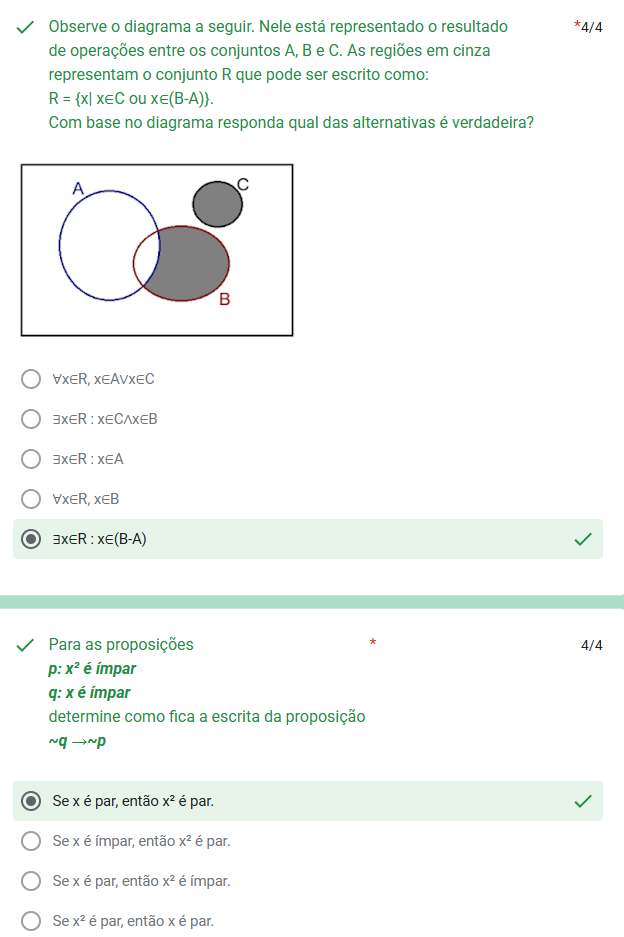 Observe o diagrama a seguir. Nele está representado o resultado *4/4
de operações entre os conjuntos A, B e C. As regiões em cinza
representam o conjunto R que pode ser escrito como:
R = {x| x∈C ou x∈(B-A)}.
Com base no diagrama responda qual das alternativas é verdadeira?
A
C
B
∀x∈R, x∈A∨x∈C
∃x∈R : x∈C∧x∈B
∃x∈R : x∈A
∀x∈R, x∈B
∃x∈R : x∈(B-A)
Para as proposições * 4/4
p: x² é ímpar
q: x é ímpar
determine como fica a escrita da proposição
~q →~p
Se x é par, então x² é par.
Se x é ímpar, então x² é par.
Se x é par, então x² é ímpar.
Se x² é par, então x é par.